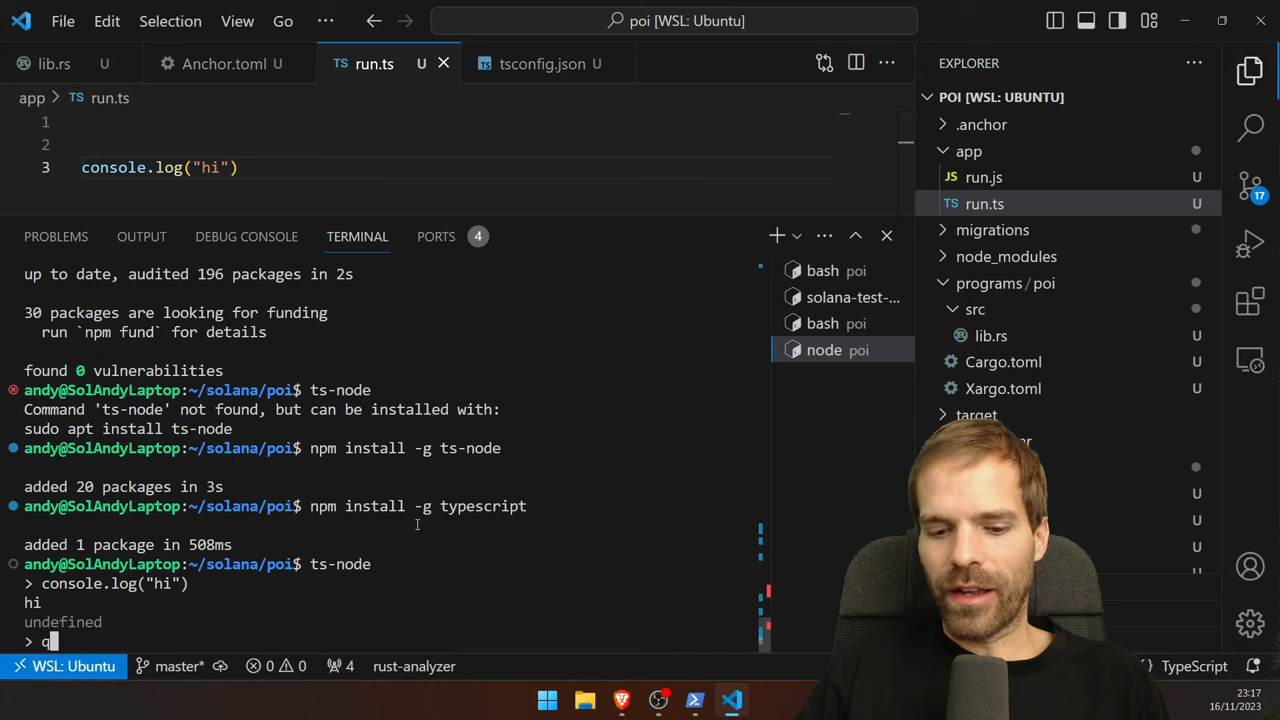 File Edit Selection View Go ··· poi [WSL: Ubuntu]
lib.rs U Anchor.toml U TS run.ts U tsconfig.json U
app > TS run.ts
1
2
3 console.log("hi")
PROBLEMS OUTPUT DEBUG CONSOLE TERMINAL PORTS 4
up to date, audited 196 packages in 2s
30 packages are looking for funding
run `npm fund` for details
found 0 vulnerabilities
andy@SolAndyLaptop:~/solana/poi$ ts-node
Command 'ts-node' not found, but can be installed with:
sudo apt install ts-node
andy@SolAndyLaptop:~/solana/poi$ npm install -g ts-node
added 20 packages in 3s
andy@SolAndyLaptop:~/solana/poi$ npm install -g typescript
added 1 package in 508ms
andy@SolAndyLaptop:~/solana/poi$ ts-node
> console.log("hi")
hi
undefined
> q
bash poi
solana-test-...
bash poi
node poi
EXPLORER
POI [WSL: UBUNTU]
.anchor
app
JS run.js U
TS run.ts U
migrations
node_modules
programs / poi
src
lib.rs
Cargo.toml
Xargo.toml
target
U
U
U
17
WSL: Ubuntu master* 0 0 4 rust-analyzer TypeScript
23:17
16/11/2023